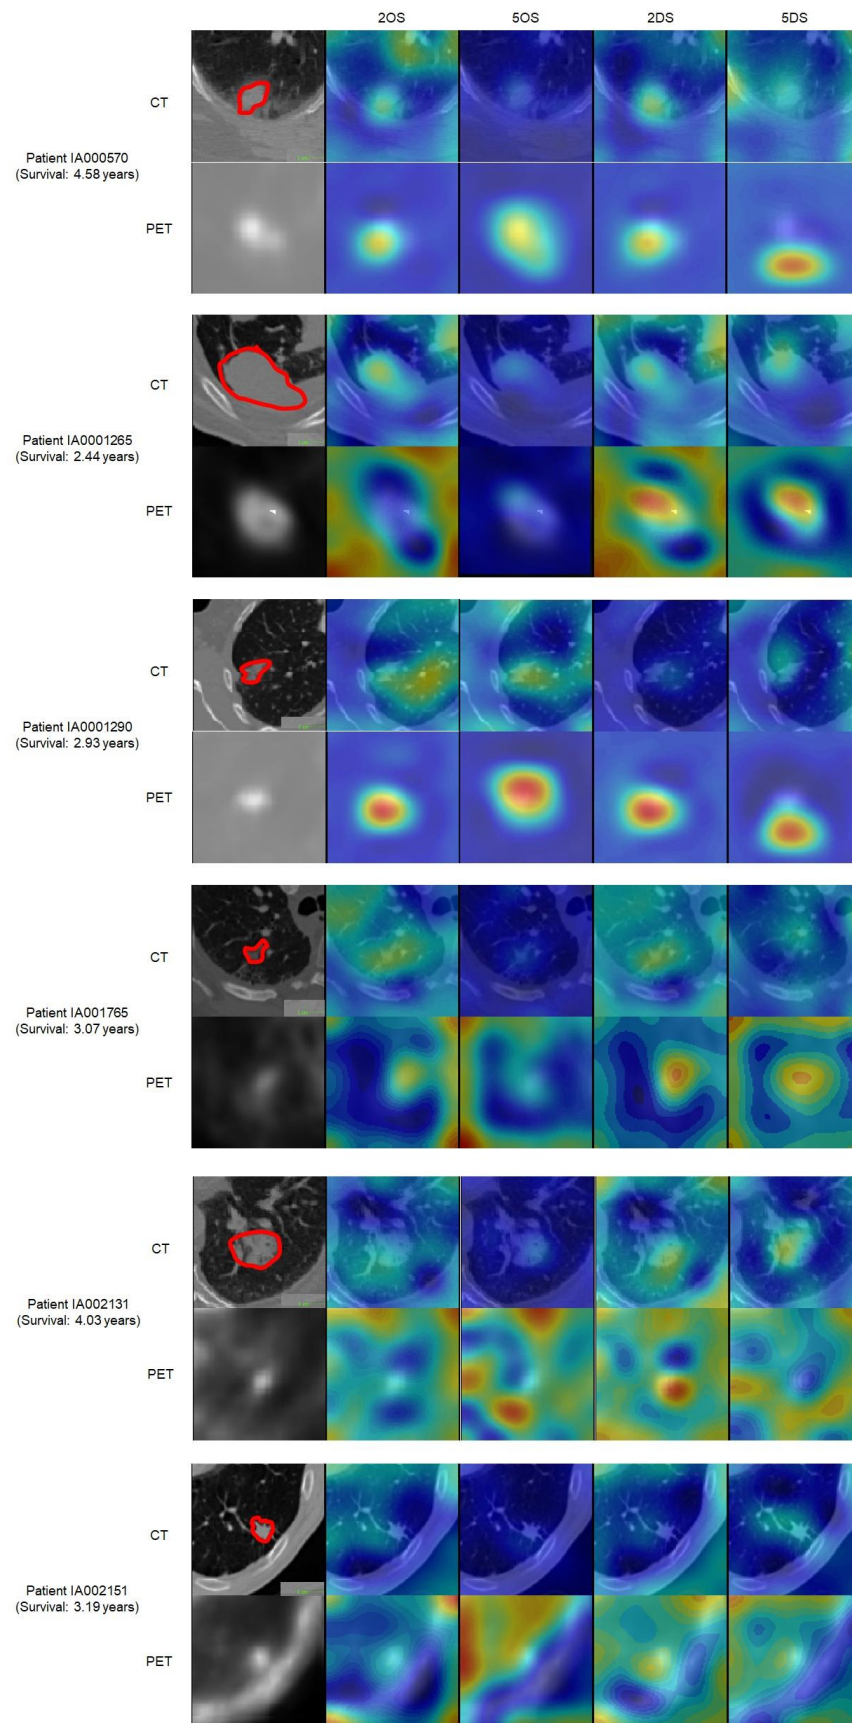 2OS 5OS 2DS 5DS
CT
Patient IA000570
(Survival: 4.58 years)
PET
CT
Patient IA0001265
(Survival: 2.44 years)
PET
CT
Patient IA0001290
(Survival: 2.93 years)
PET
CT
Patient IA001765
(Survival: 3.07 years)
PET
CT
Patient IA002131
(Survival: 4.03 years)
PET
CT
Patient IA002151
(Survival: 3.19 years)
PET